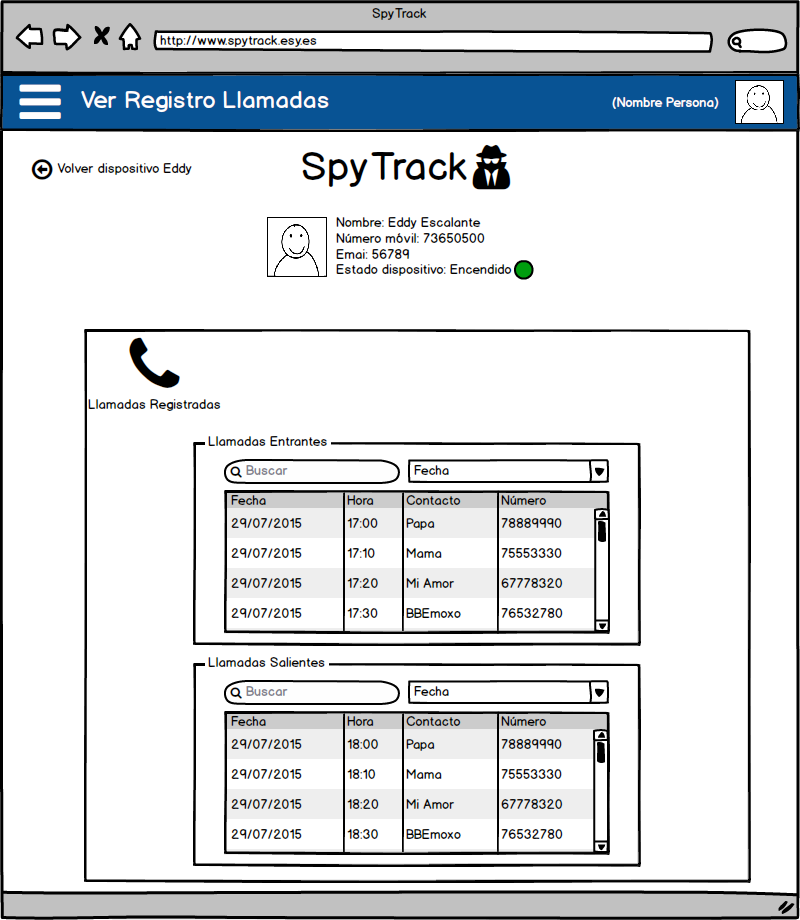 SpyTrack
http://www.spytrack.esy.es
Ver Registro Llamadas
(Nombre Persona)
Volver dispositivo Eddy
SpyTrack
Nombre: Eddy Escalante
Número móvil: 73650500
Emai: 56789
Estado dispositivo: Encendido
Llamadas Registradas
Llamadas Entrantes
Buscar Fecha
Fecha Hora Contacto Número
29/07/2015 17:00 Papa 78889990
29/07/2015 17:10 Mama 75553330
29/07/2015 17:20 Mi Amor 67778320
29/07/2015 17:30 BBEmoxo 76532780
Llamadas Salientes
Buscar Fecha
Fecha Hora Contacto Número
29/07/2015 18:00 Papa 78889990
29/07/2015 18:10 Mama 75553330
29/07/2015 18:20 Mi Amor 67778320
29/07/2015 18:30 BBEmoxo 76532780